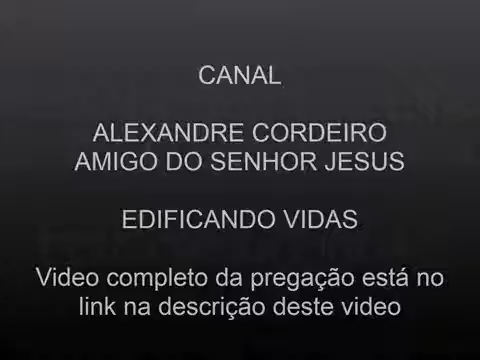 CANAL
ALEXANDRE CORDEIRO
AMIGO DO SENHOR JESUS
EDIFICANDO VIDAS
Video completo da pregação está no
link na descrição deste video